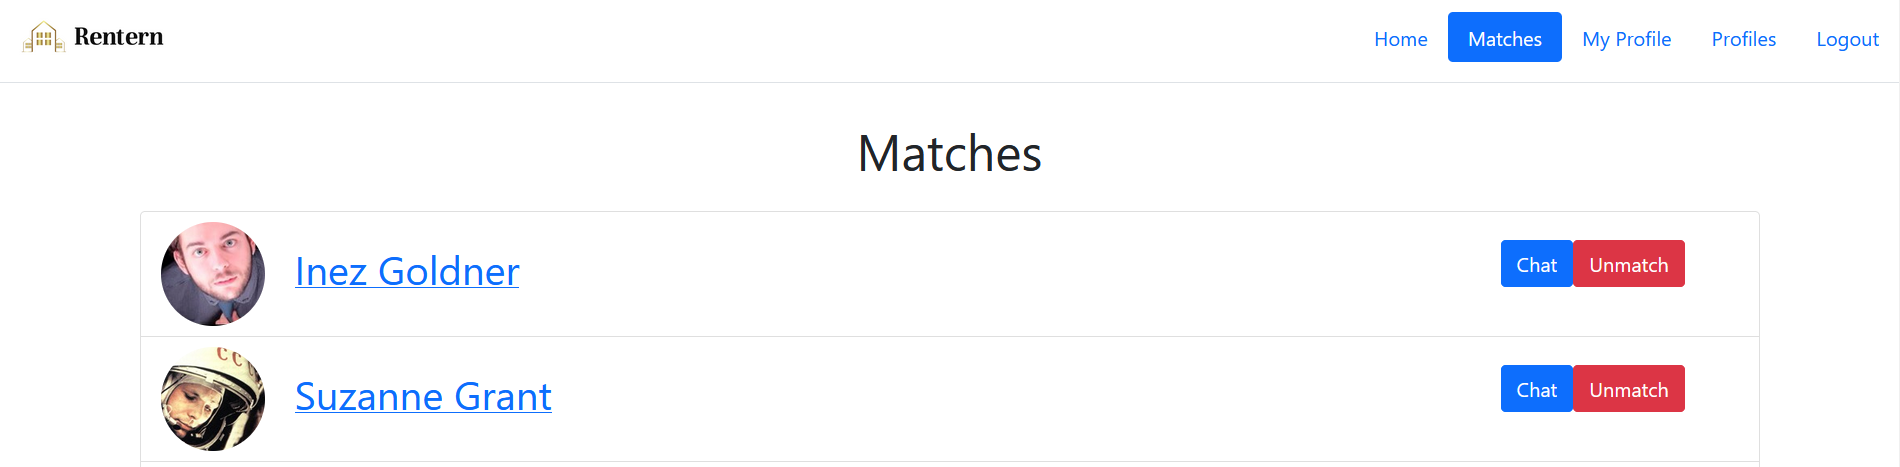 Rentern
Home Matches My Profile Profiles Logout
Matches
Inez Goldner Chat Unmatch
CC
Suzanne Grant Chat Unmatch